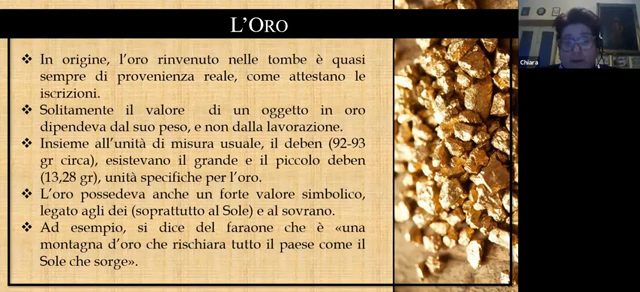 L'ORO
Chiara
❖ In origine, l'oro rinvenuto nelle tombe è quasi
sempre di provenienza reale, come attestano le
iscrizioni.
❖ Solitamente il valore di un oggetto in oro
dipendeva dal suo peso, e non dalla lavorazione.
❖ Insieme all'unità di misura usuale, il deben (92-93
gr circa), esistevano il grande e il piccolo deben
(13,28 gr), unità specifiche per l'oro.
❖ L'oro possedeva anche un forte valore simbolico,
legato agli dei (soprattutto al Sole) e al sovrano.
❖ Ad esempio, si dice del faraone che è «una
montagna d'oro che rischiara tutto il paese come il
Sole che sorge».